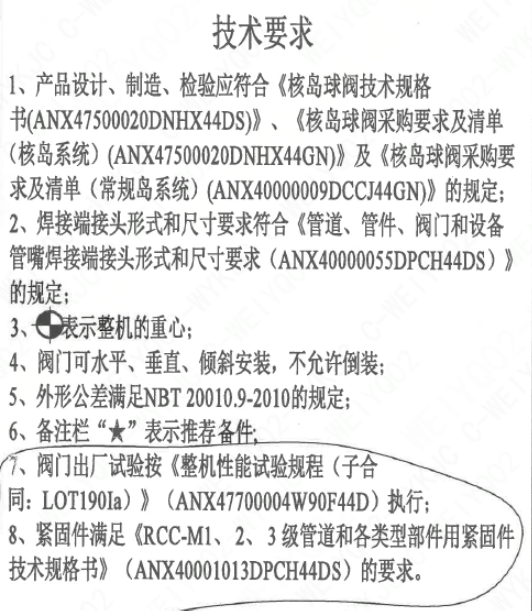 技术要求
1、产品设计、制造、检验应符合《核岛球阀技术规格
书(ANX47500020DNHX44DS)》、《核岛球阀采购要求及清单
（核岛系统）(ANX47500020DNHX44GN)》及《核岛球阀采购要
求及清单（常规岛系统）(ANX40000009DCCJ44GN)》的规定；
2、焊接端接头形式和尺寸要求符合《管道、管件、阀门和设备
管嘴焊接端接头形式和尺寸要求（ANX40000055DPCH44DS）》
的规定；
3、表示整机的重心；
4、阀门可水平、垂直、倾斜安装，不允许倒装；
5、外形公差满足NBT 20010.9-2010的规定；
6、备注栏“★”表示推荐备件；
7、阀门出厂试验按《整机性能试验规程（子合
同：LOT190Ia）》（ANX47700004W90F44D）执行；
8、紧固件满足《RCC-M1、2、3级管道和各类型部件用紧固件
技术规格书》（ANX40001013DPCH44DS）的要求。